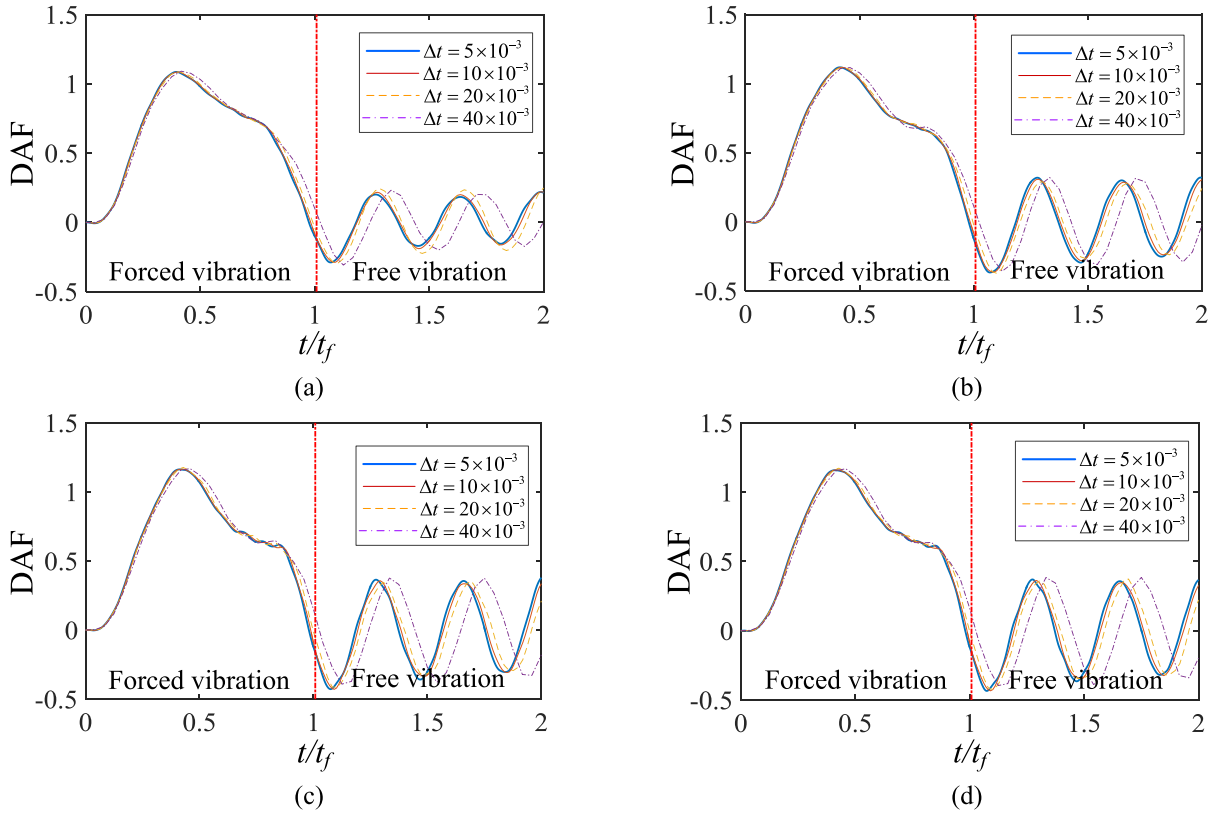 1.5
1
0.5
0
-0.5
DAF
Δt = 5×10⁻³
Δt = 10×10⁻³
Δt = 20×10⁻³
Δt = 40×10⁻³
Forced vibration
Free vibration
0 0.5 1 1.5 2
t/t_f
(a)
1.5
1
0.5
0
-0.5
DAF
Δt = 5×10⁻³
Δt = 10×10⁻³
Δt = 20×10⁻³
Δt = 40×10⁻³
Forced vibration
Free vibration
0 0.5 1 1.5 2
t/t_f
(b)
1.5
1
0.5
0
-0.5
DAF
Δt = 5×10⁻³
Δt = 10×10⁻³
Δt = 20×10⁻³
Δt = 40×10⁻³
Forced vibration
Free vibration
0 0.5 1 1.5 2
t/t_f
(c)
1.5
1
0.5
0
-0.5
DAF
Δt = 5×10⁻³
Δt = 10×10⁻³
Δt = 20×10⁻³
Δt = 40×10⁻³
Forced vibration
Free vibration
0 0.5 1 1.5 2
t/t_f
(d)